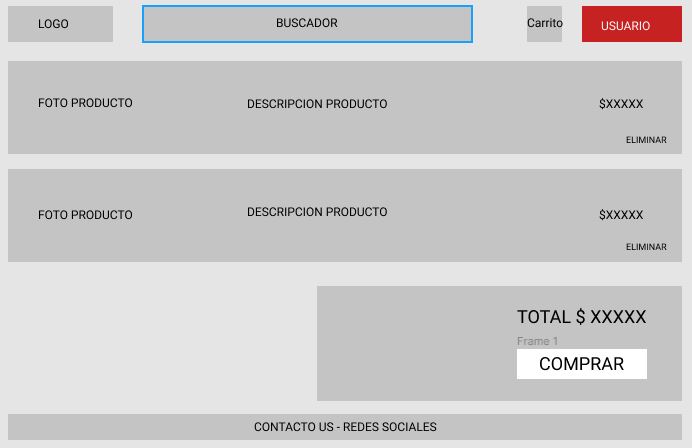 LOGO
BUSCADOR
Carrito
USUARIO
FOTO PRODUCTO
DESCRIPCION PRODUCTO
$XXXXX
ELIMINAR
FOTO PRODUCTO
DESCRIPCION PRODUCTO
$XXXXX
ELIMINAR
TOTAL $ XXXXX
Frame 1
COMPRAR
CONTACTO US - REDES SOCIALES